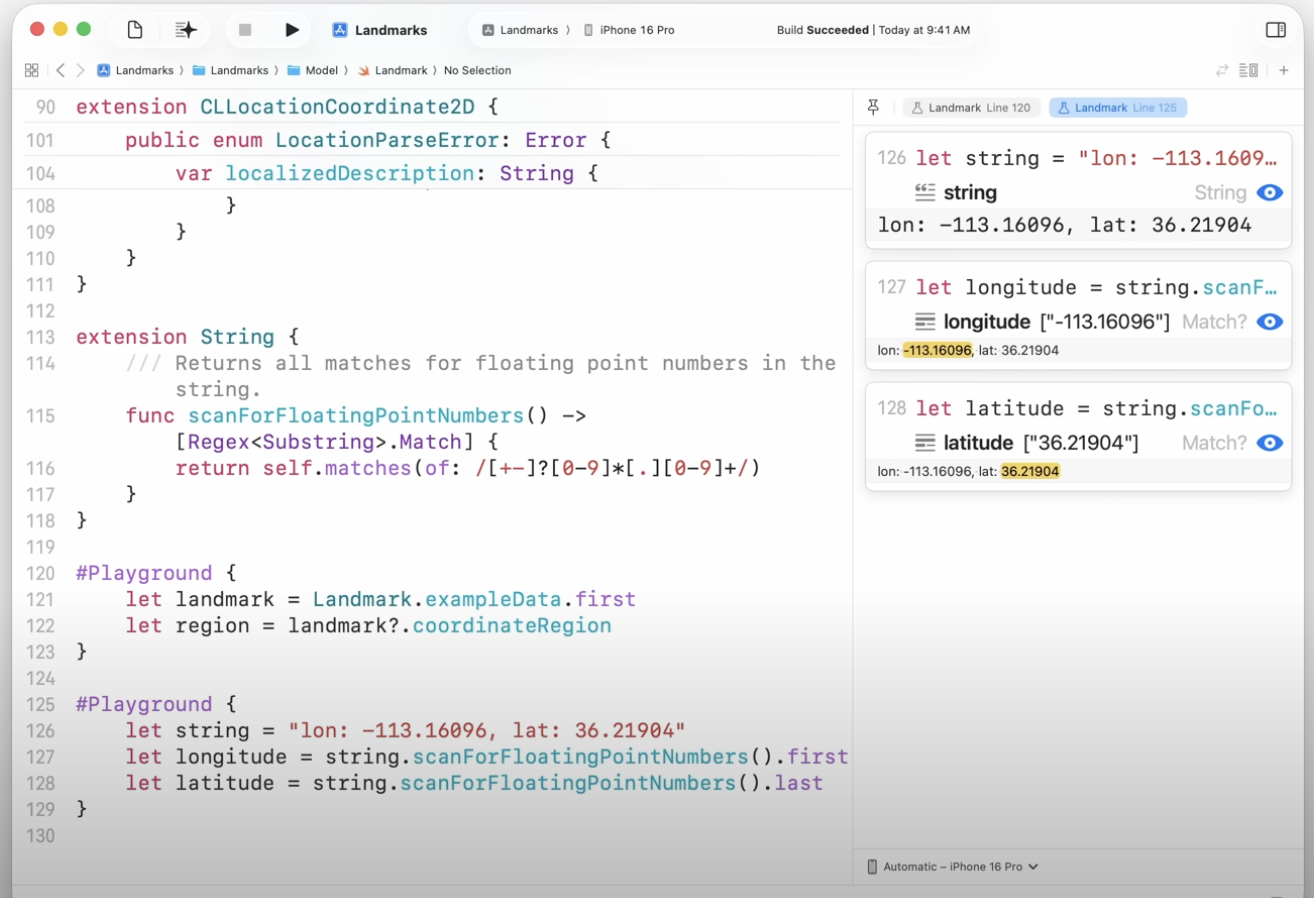 Landmarks
Landmarks 〉 iPhone 16 Pro
Build Succeeded | Today at 9:41 AM
Landmarks 〉 Landmarks 〉 Model 〉 Landmark 〉 No Selection
90 extension CLLocationCoordinate2D {
101 public enum LocationParseError: Error {
104 var localizedDescription: String {
108 }
109 }
110 }
111 }
112
113 extension String {
114 /// Returns all matches for floating point numbers in the
string.
115 func scanForFloatingPointNumbers() ->
[Regex<Substring>.Match] {
116 return self.matches(of: /[+-]?[0-9]*[.][0-9]+/)
117 }
118 }
119
120 #Playground {
121 let landmark = Landmark.exampleData.first
122 let region = landmark?.coordinateRegion
123 }
124
125 #Playground {
126 let string = "lon: -113.16096, lat: 36.21904"
127 let longitude = string.scanForFloatingPointNumbers().first
128 let latitude = string.scanForFloatingPointNumbers().last
129 }
130
Landmark Line 120
Landmark Line 125
126 let string = "lon: -113.1609…
string String
lon: -113.16096, lat: 36.21904
127 let longitude = string.scanF…
longitude ["-113.16096"] Match?
lon: -113.16096, lat: 36.21904
128 let latitude = string.scanFo…
latitude ["36.21904"] Match?
lon: -113.16096, lat: 36.21904
Automatic – iPhone 16 Pro